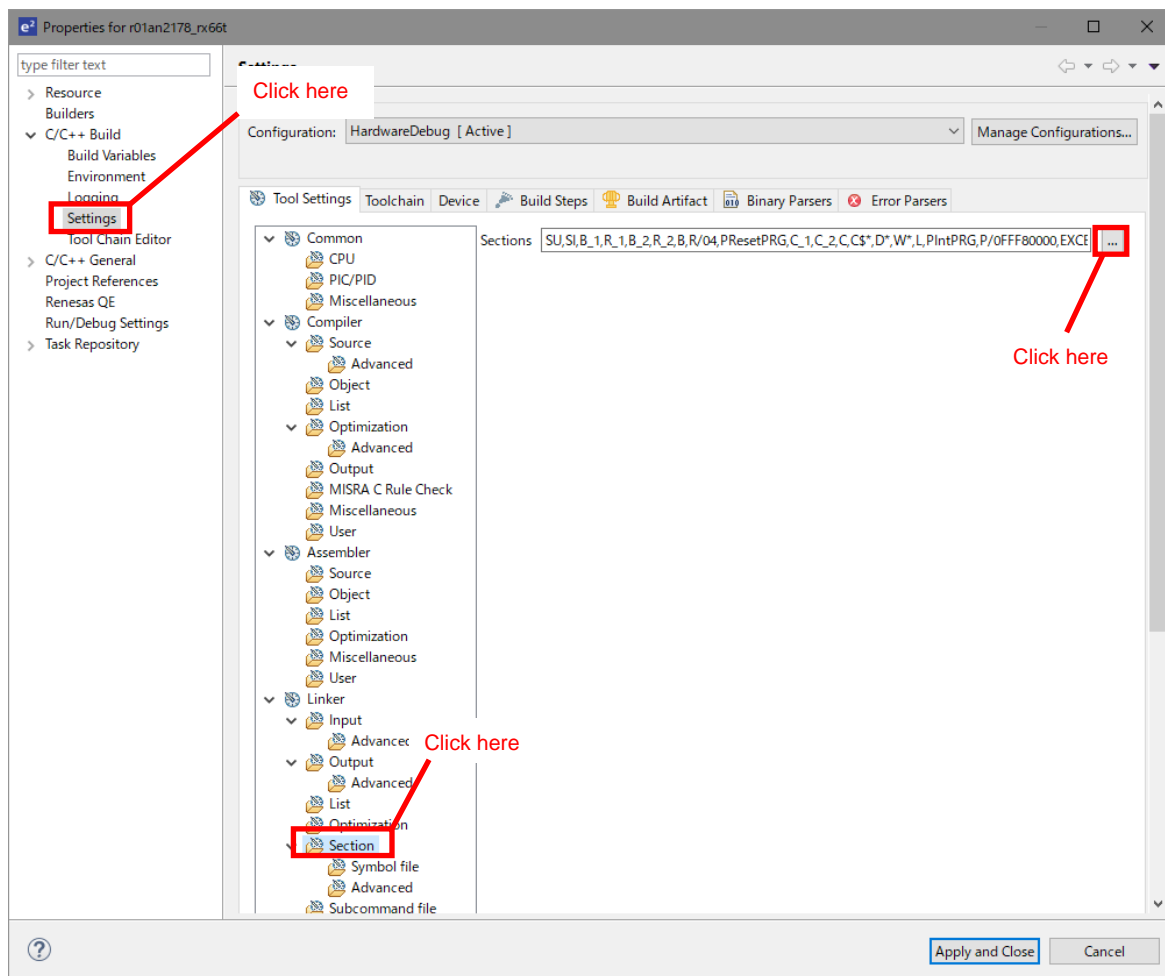 e² Properties for r01an2178_rx66t
type filter text
Resource
Builders
C/C++ Build
Build Variables
Environment
Logging
Settings
Tool Chain Editor
C/C++ General
Project References
Renesas QE
Run/Debug Settings
Task Repository
Settings
Click here
Configuration: HardwareDebug [ Active ] Manage Configurations...
Tool Settings Toolchain Device Build Steps Build Artifact Binary Parsers Error Parsers
Common
CPU
PIC/PID
Miscellaneous
Compiler
Source
Advanced
Object
List
Optimization
Advanced
Output
MISRA C Rule Check
Miscellaneous
User
Assembler
Source
Object
List
Optimization
Miscellaneous
User
Linker
Input
Advanced
Output
Advanced
List
Optimization
Section
Symbol file
Advanced
Subcommand file
Click here
Sections SU,SI,B_1,R_1,B_2,R_2,B,R/04,PResetPRG,C_1,C_2,C,C$*,D*,W*,L,PIntPRG,P/0FFF80000,EXCE ...
Click here
Apply and Close Cancel